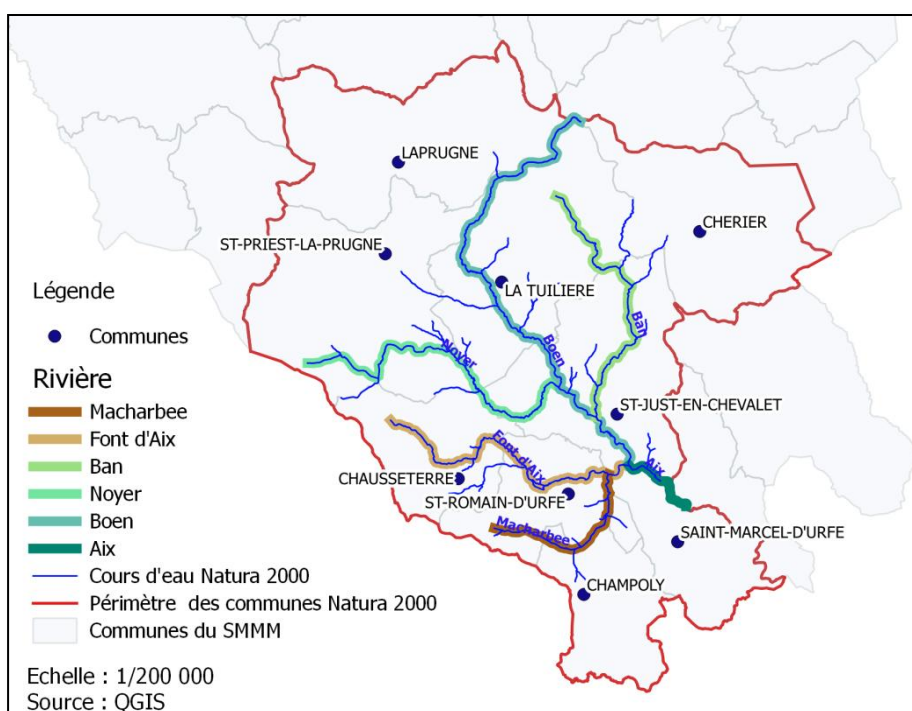 LAPRUGNE
CHERIER
ST-PRIEST-LA-PRUGNE
LA TUILIERE
Ban
Boen
Noyer
ST-JUST-EN-CHEVALET
Font d'Aix
Aix
CHAUSSETERRE
ST-ROMAIN-D'URFE
Macharbee
SAINT-MARCEL-D'URFE
CHAMPOLY
Légende
Communes
Rivière
Macharbee
Font d'Aix
Ban
Noyer
Boen
Aix
Cours d'eau Natura 2000
Périmètre des communes Natura 2000
Communes du SMMM
Echelle : 1/200 000
Source : QGIS